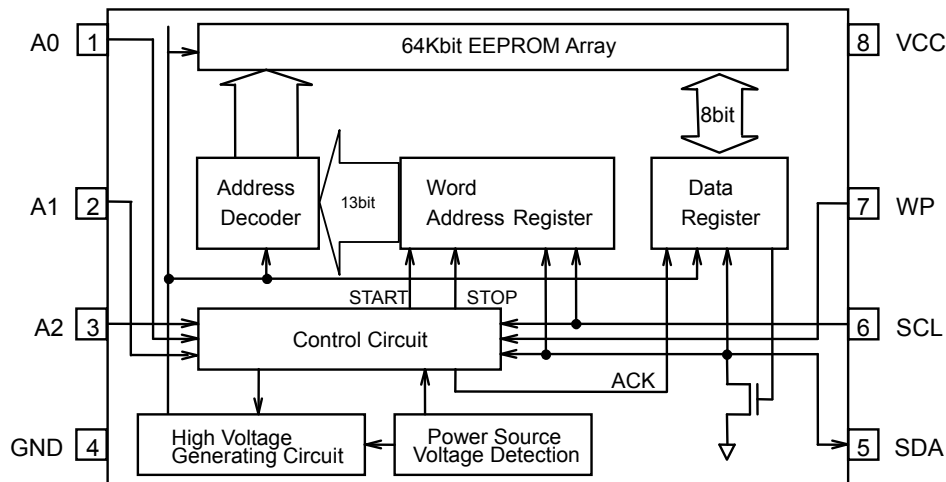 A0 1
64Kbit EEPROM Array
8 VCC
8bit
A1 2
Address
Decoder
13bit
Word
Address Register
Data
Register
7 WP
START
STOP
A2 3
Control Circuit
6 SCL
ACK
GND 4
High Voltage
Generating Circuit
Power Source
Voltage Detection
5 SDA